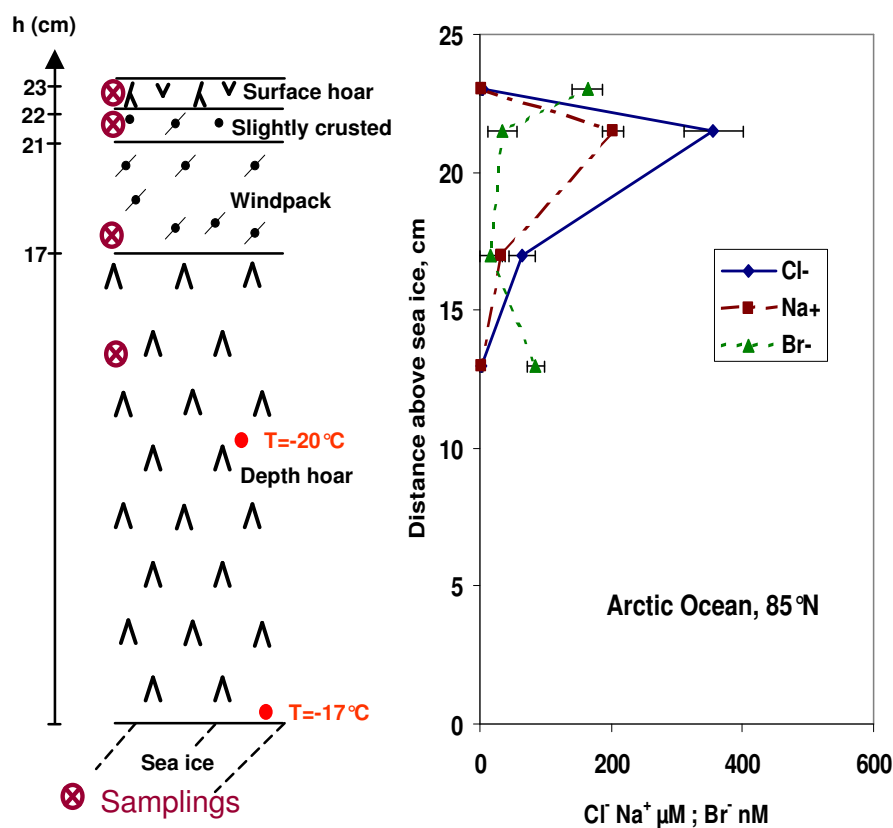 h (cm)
23
Surface hoar
22
Slightly crusted
21
Windpack
17
T=-20°C
Depth hoar
T=-17°C
Sea ice
Samplings
Distance above sea ice, cm
25
20
15
10
5
0
0
200
400
600
Cl-
Na+
Br-
Arctic Ocean, 85°N
Cl⁻ Na⁺ µM ; Br⁻ nM